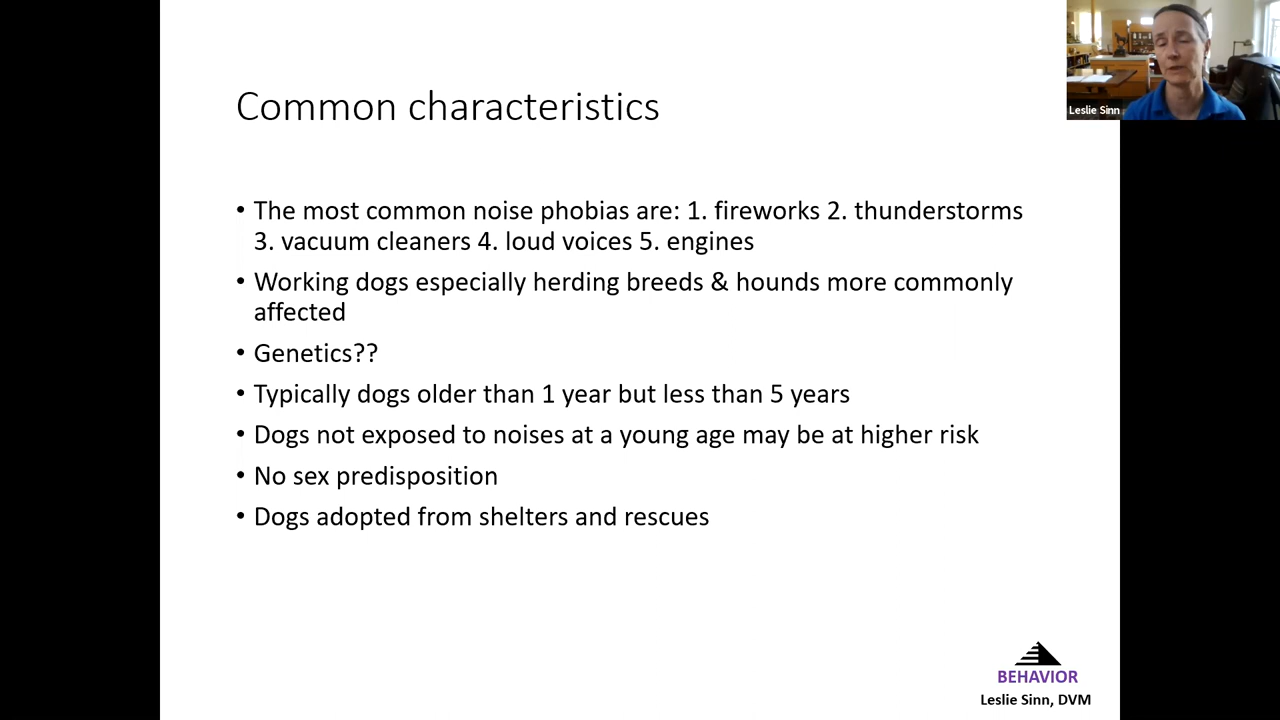 Leslie Sinn
Common characteristics
• The most common noise phobias are: 1. fireworks 2. thunderstorms
3. vacuum cleaners 4. loud voices 5. engines
• Working dogs especially herding breeds & hounds more commonly
affected
• Genetics??
• Typically dogs older than 1 year but less than 5 years
• Dogs not exposed to noises at a young age may be at higher risk
• No sex predisposition
• Dogs adopted from shelters and rescues
BEHAVIOR
Leslie Sinn, DVM